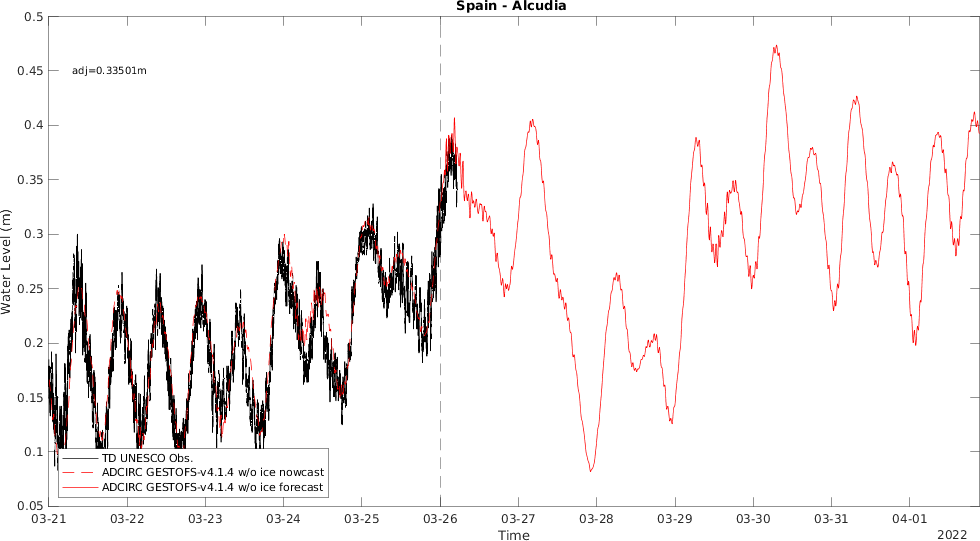 Spain - Alcudia
0.5
0.45
0.4
0.35
0.3
0.25
0.2
0.15
0.1
0.05
Water Level (m)
adj=0.33501m
TD UNESCO Obs.
ADCIRC GESTOFS-v4.1.4 w/o ice nowcast
ADCIRC GESTOFS-v4.1.4 w/o ice forecast
03-21 03-22 03-23 03-24 03-25 03-26 03-27 03-28 03-29 03-30 03-31 04-01
Time
2022